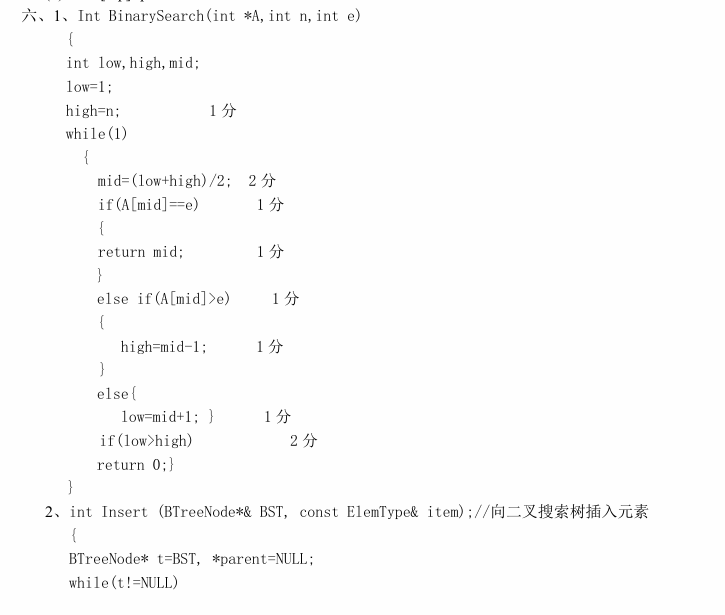 六、1、Int BinarySearch(int *A,int n,int e)
{
int low,high,mid;
low=1;
high=n; 1 分
while(1)
{
mid=(low+high)/2; 2 分
if(A[mid]==e) 1 分
{
return mid; 1 分
}
else if(A[mid]>e) 1 分
{
high=mid-1; 1 分
}
else{
low=mid+1; } 1 分
if(low>high) 2 分
return 0;}
}
2、int Insert (BTreeNode*& BST, const ElemType& item);//向二叉搜索树插入元素
{
BTreeNode* t=BST, *parent=NULL;
while(t!=NULL)